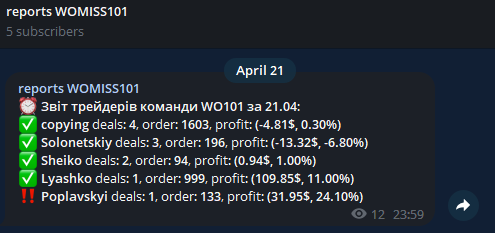 reports WOMISS101
5 subscribers
April 21
reports WOMISS101
⏰ Звіт трейдерів команди WO101 за 21.04:
✅ copying deals: 4, order: 1603, profit: (-4.81$, 0.30%)
✅ Solonetskiy deals: 3, order: 196, profit: (-13.32$, -6.80%)
✅ Sheiko deals: 2, order: 94, profit: (0.94$, 1.00%)
✅ Lyashko deals: 1, order: 999, profit: (109.85$, 11.00%)
‼️ Poplavskyi deals: 1, order: 133, profit: (31.95$, 24.10%)
12 23:59